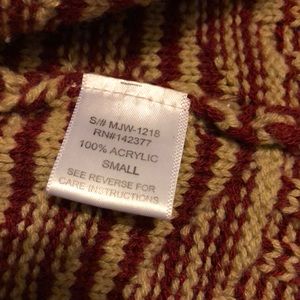 S/# MJW-1218
RN#142377
100% ACRYLIC
SMALL
SEE REVERSE FOR
CARE INSTRUCTIONS